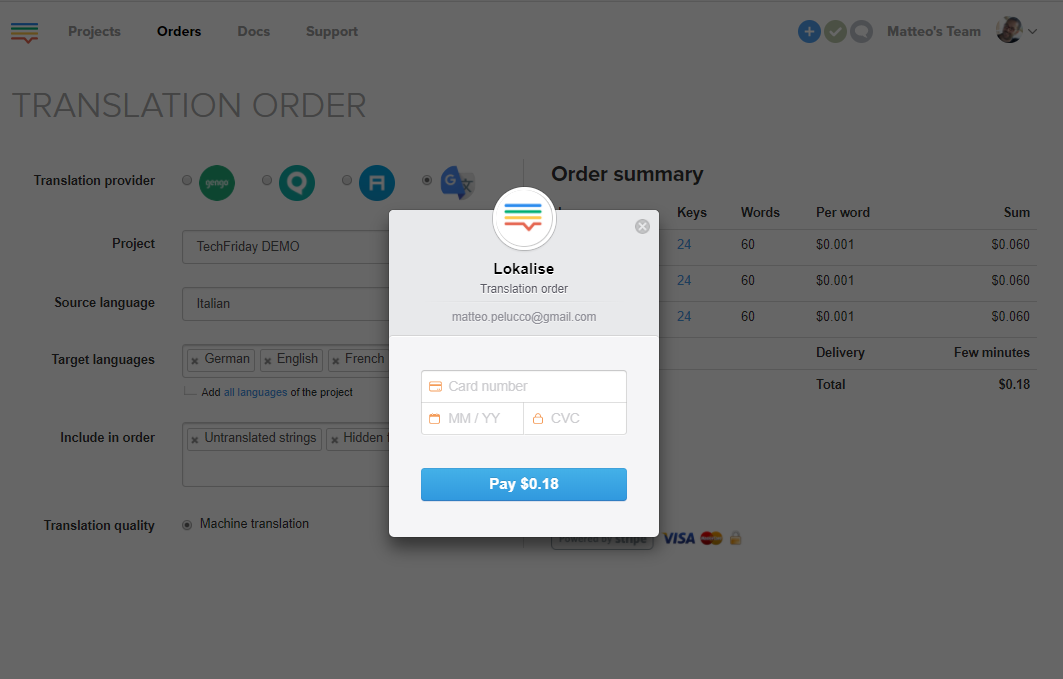 Projects Orders Docs Support Matteo's Team
TRANSLATION ORDER
Translation provider gengo
Project TechFriday DEMO
Source language Italian
Target languages × German × English × French
Add all languages of the project
Include in order × Untranslated strings × Hidden
Translation quality Machine translation
Order summary
Keys Words Per word Sum
24 60 $0.001 $0.060
24 60 $0.001 $0.060
24 60 $0.001 $0.060
Delivery Few minutes
Total $0.18
Powered by stripe VISA
Lokalise
Translation order
matteo.pelucco@gmail.com
Card number
MM / YY CVC
Pay $0.18